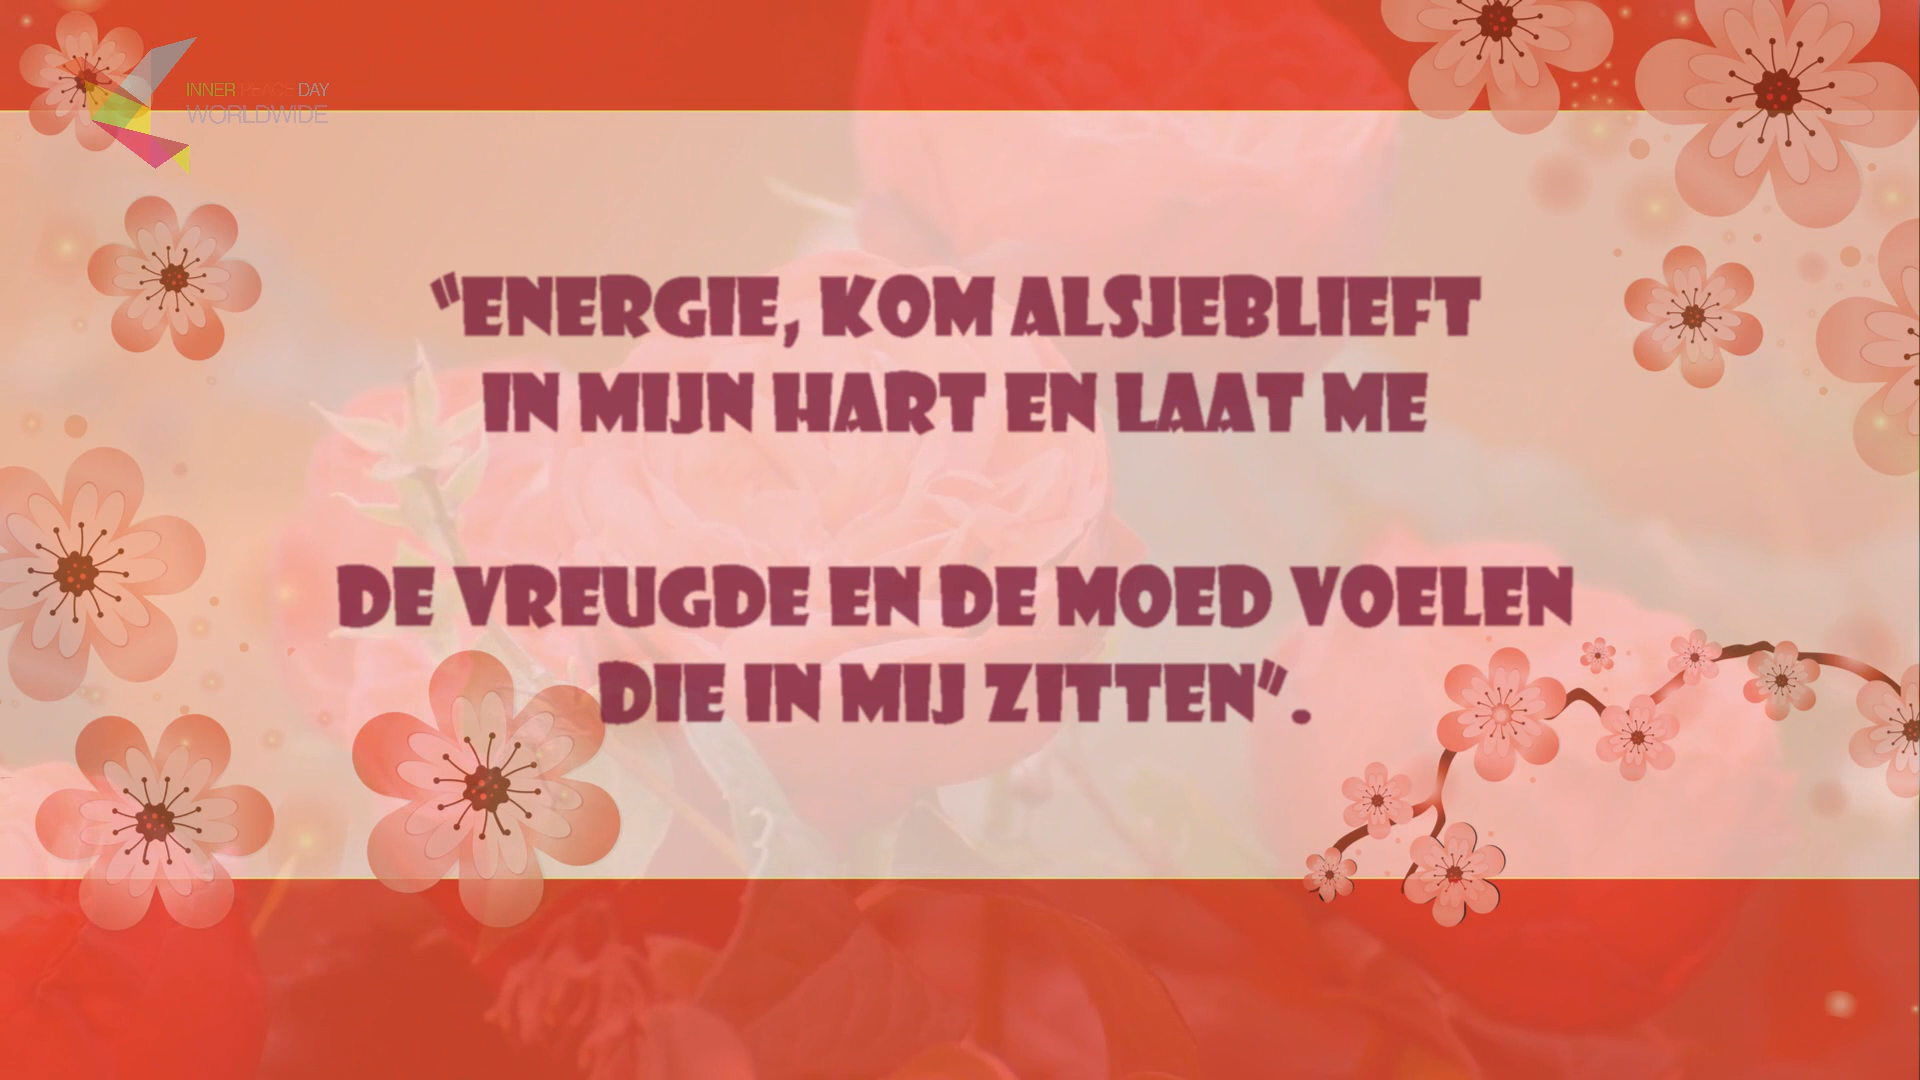 INNER PEACE DAY
WORLDWIDE
"ENERGIE, KOM ALSJEBLIEFT
IN MIJN HART EN LAAT ME
DE VREUGDE EN DE MOED VOELEN
DIE IN MIJ ZITTEN".